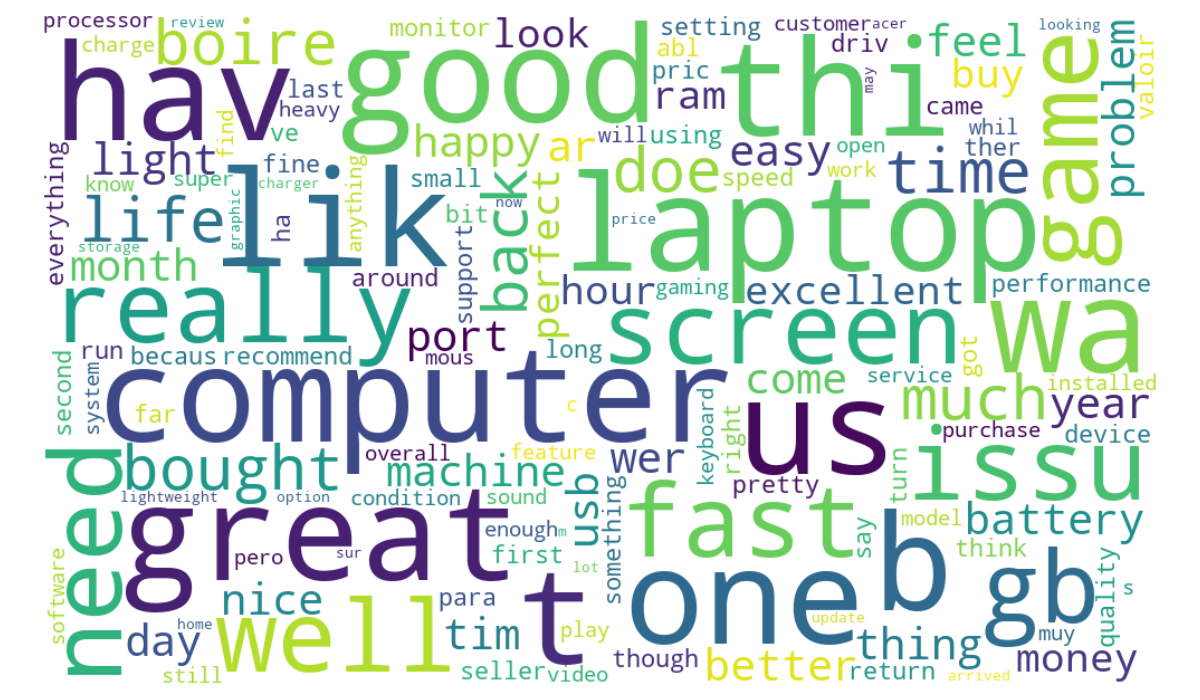 processor review
charge boire monitor look setting customer acer looking
hav good thi driv feel game problem
last abl pric ram buy may valoir
heavy ve find happy ar will using easy came whil
everything light fine doe open time ther
know super anything small back perfect speed work
life graphic charger ha lik bit now laptop price
storage month support
really around hour gaming excellent performance
port screen wa
run becaus recommend mous long come service got installed
second system computer c us much year
far keyboard right purchase device
need bought overall machine feature wer pretty turn issu
lightweight option condition sound usb something fast b model battery
great enough m first say think
pero sur t lot one gb quality s
software nice para update muy
day home well tim play thing money
still seller video though better return arrived